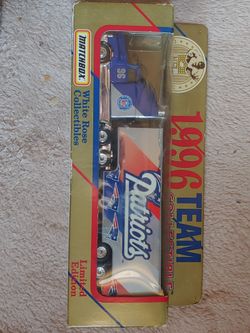 MATCHBOX
White Rose
Collectibles
96
Patriots
Limited
Edition
1996 TEAM